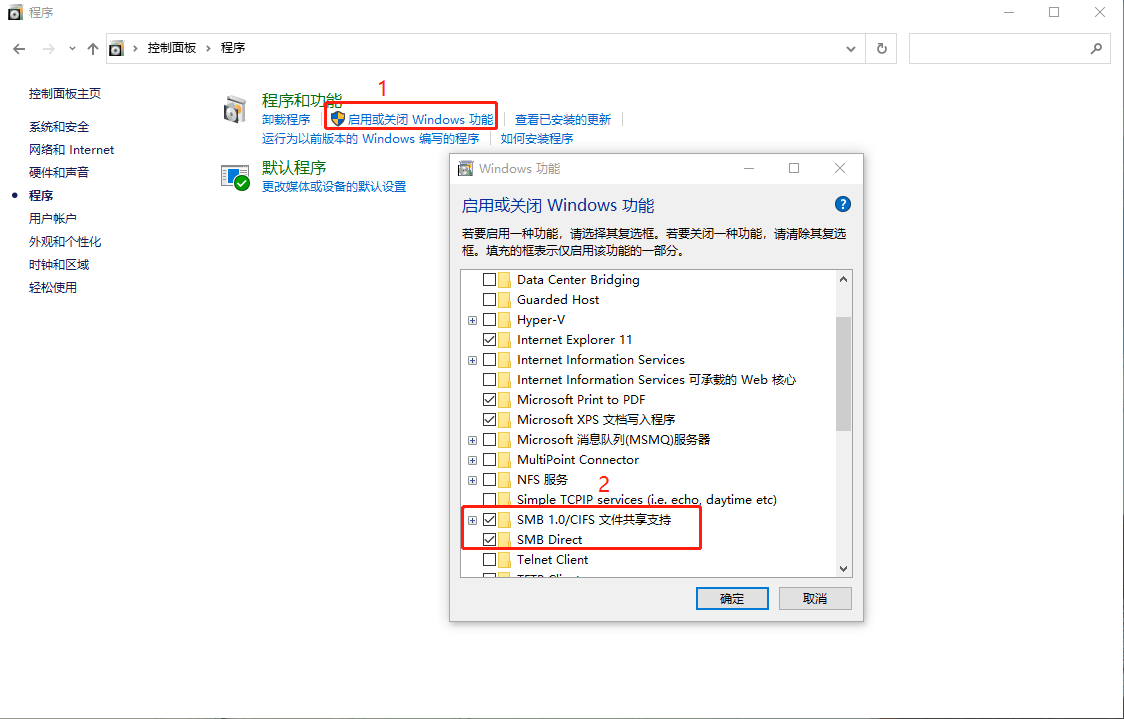 程序
控制面板 程序
控制面板主页
系统和安全
网络和 Internet
硬件和声音
程序
用户帐户
外观和个性化
时钟和区域
轻松使用
1
程序和功能
卸载程序 启用或关闭 Windows 功能 查看已安装的更新
运行为以前版本的 Windows 编写的程序 如何安装程序
默认程序
更改媒体或设备的默认设置
Windows 功能
启用或关闭 Windows 功能
?
若要启用一种功能，请选择其复选框。若要关闭一种功能，请清除其复选
框。填充的框表示仅启用该功能的一部分。
Data Center Bridging
Guarded Host
Hyper-V
Internet Explorer 11
Internet Information Services
Internet Information Services 可承载的 Web 核心
Microsoft Print to PDF
Microsoft XPS 文档写入程序
Microsoft 消息队列(MSMQ)服务器
MultiPoint Connector
NFS 服务
2
Simple TCPIP services (i.e. echo, daytime etc)
SMB 1.0/CIFS 文件共享支持
SMB Direct
Telnet Client
TFTP Client
确定 取消